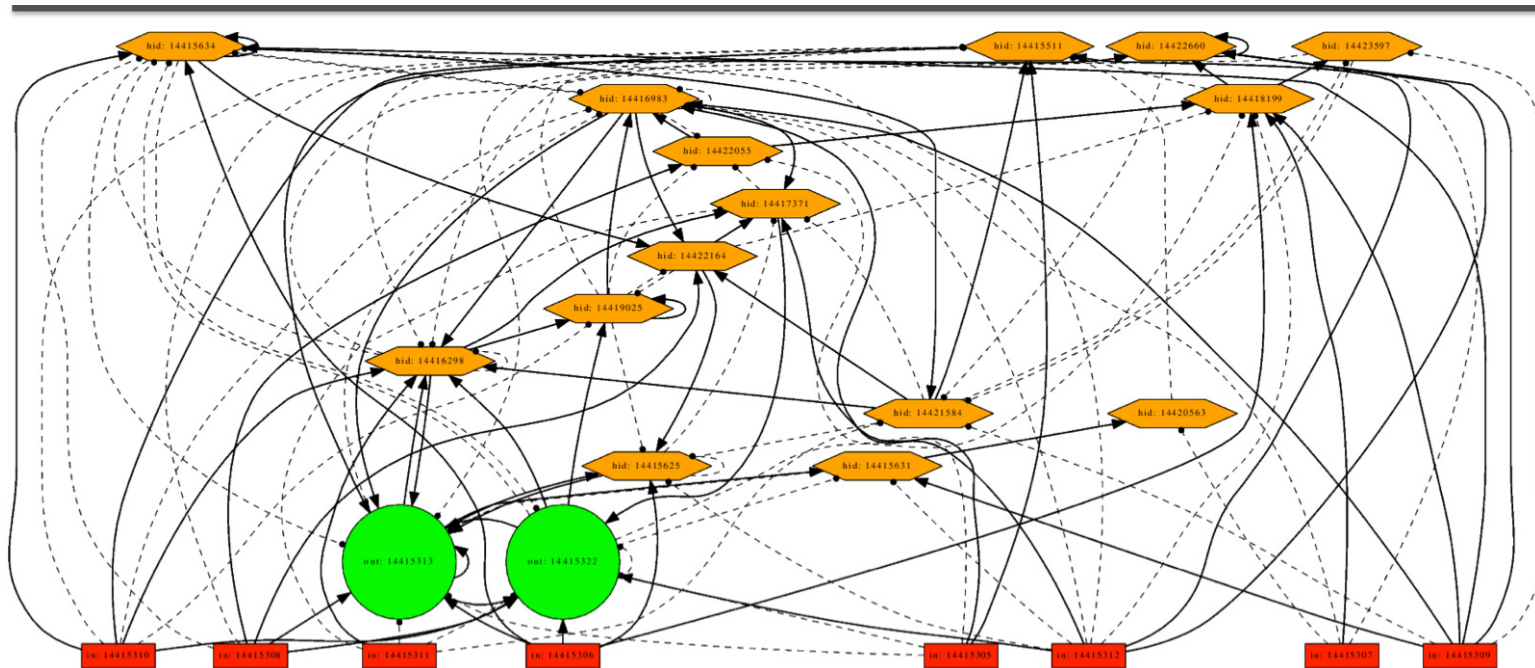 hid: 14415634
hid: 14415511
hid: 14422660
hid: 14423597
hid: 14416983
hid: 14418199
hid: 14422055
hid: 14417371
hid: 14422164
hid: 14419025
hid: 14416298
hid: 14421584
hid: 14420563
hid: 14415625
hid: 14415631
out: 14415313
out: 14415322
in: 14415310
in: 14415308
in: 14415311
in: 14415306
in: 14415305
in: 14415312
in: 14415307
in: 14415309